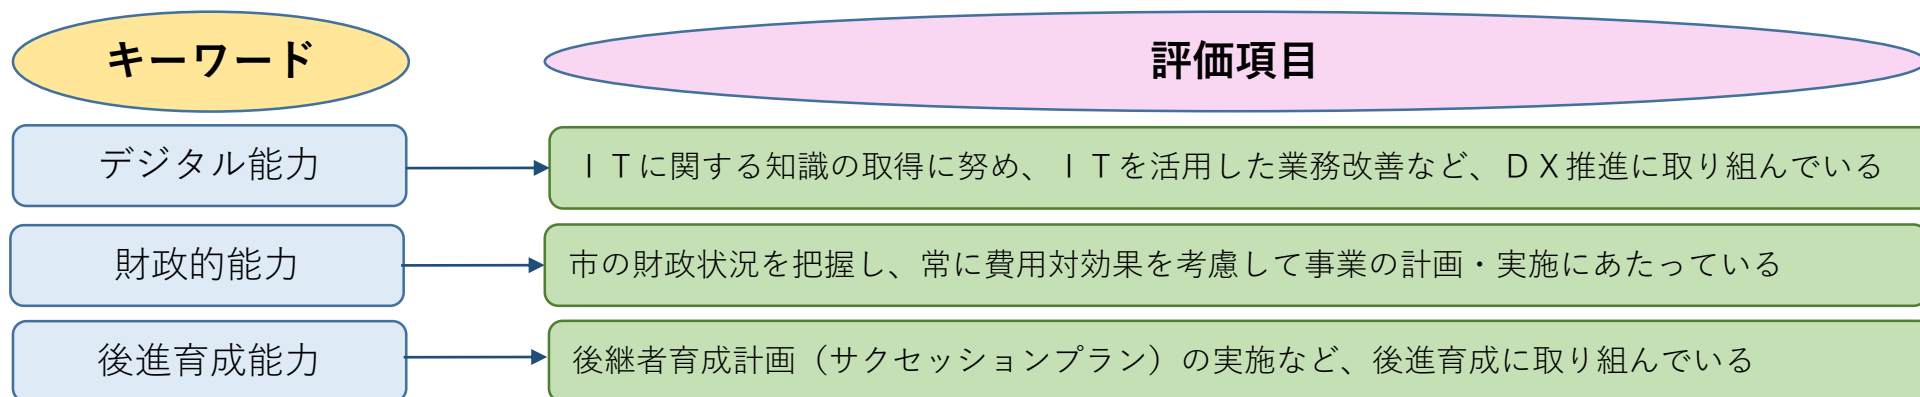 キーワード
評価項目
デジタル能力
ＩＴに関する知識の取得に努め、ＩＴを活用した業務改善など、ＤＸ推進に取り組んでいる
財政的能力
市の財政状況を把握し、常に費用対効果を考慮して事業の計画・実施にあたっている
後進育成能力
後継者育成計画（サクセッションプラン）の実施など、後進育成に取り組んでいる